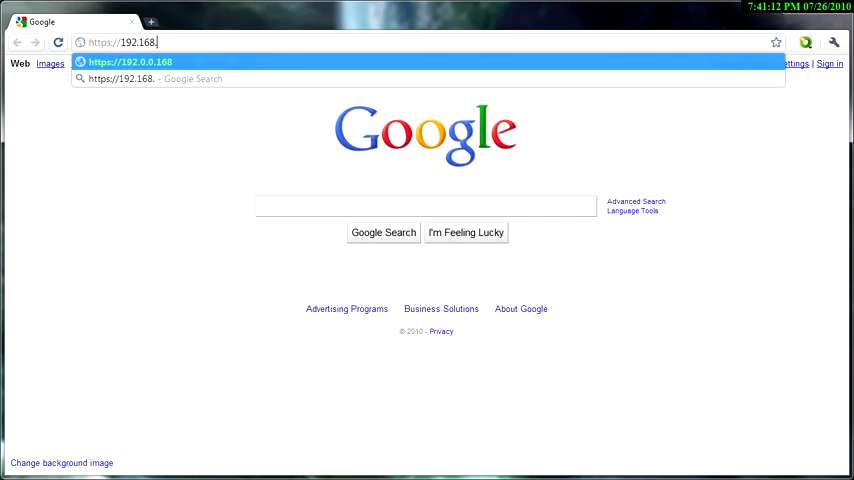 7:41:12 PM 07/26/2010
Google
https://192.168.
https://192.0.0.168
https://192.168. - Google Search
Web Images ettings | Sign in
Google
Advanced Search
Language Tools
Google Search I'm Feeling Lucky
Advertising Programs Business Solutions About Google
© 2010 - Privacy
Change background image